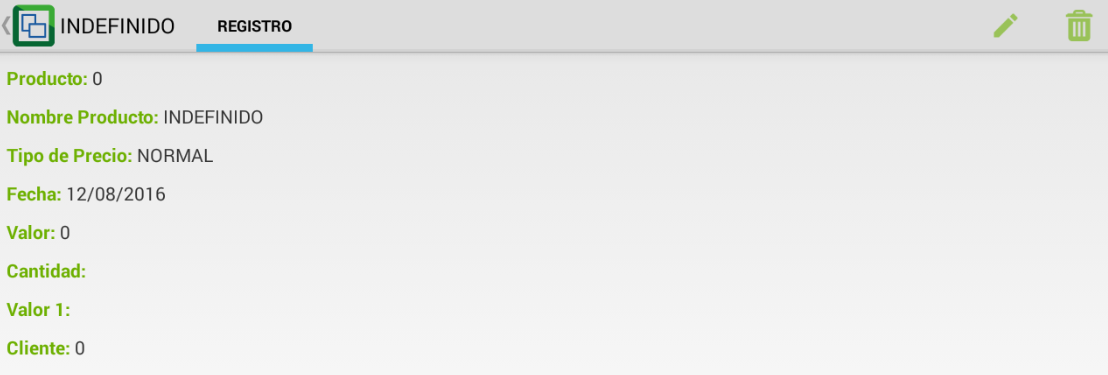 INDEFINIDO REGISTRO
Producto: 0
Nombre Producto: INDEFINIDO
Tipo de Precio: NORMAL
Fecha: 12/08/2016
Valor: 0
Cantidad:
Valor 1:
Cliente: 0